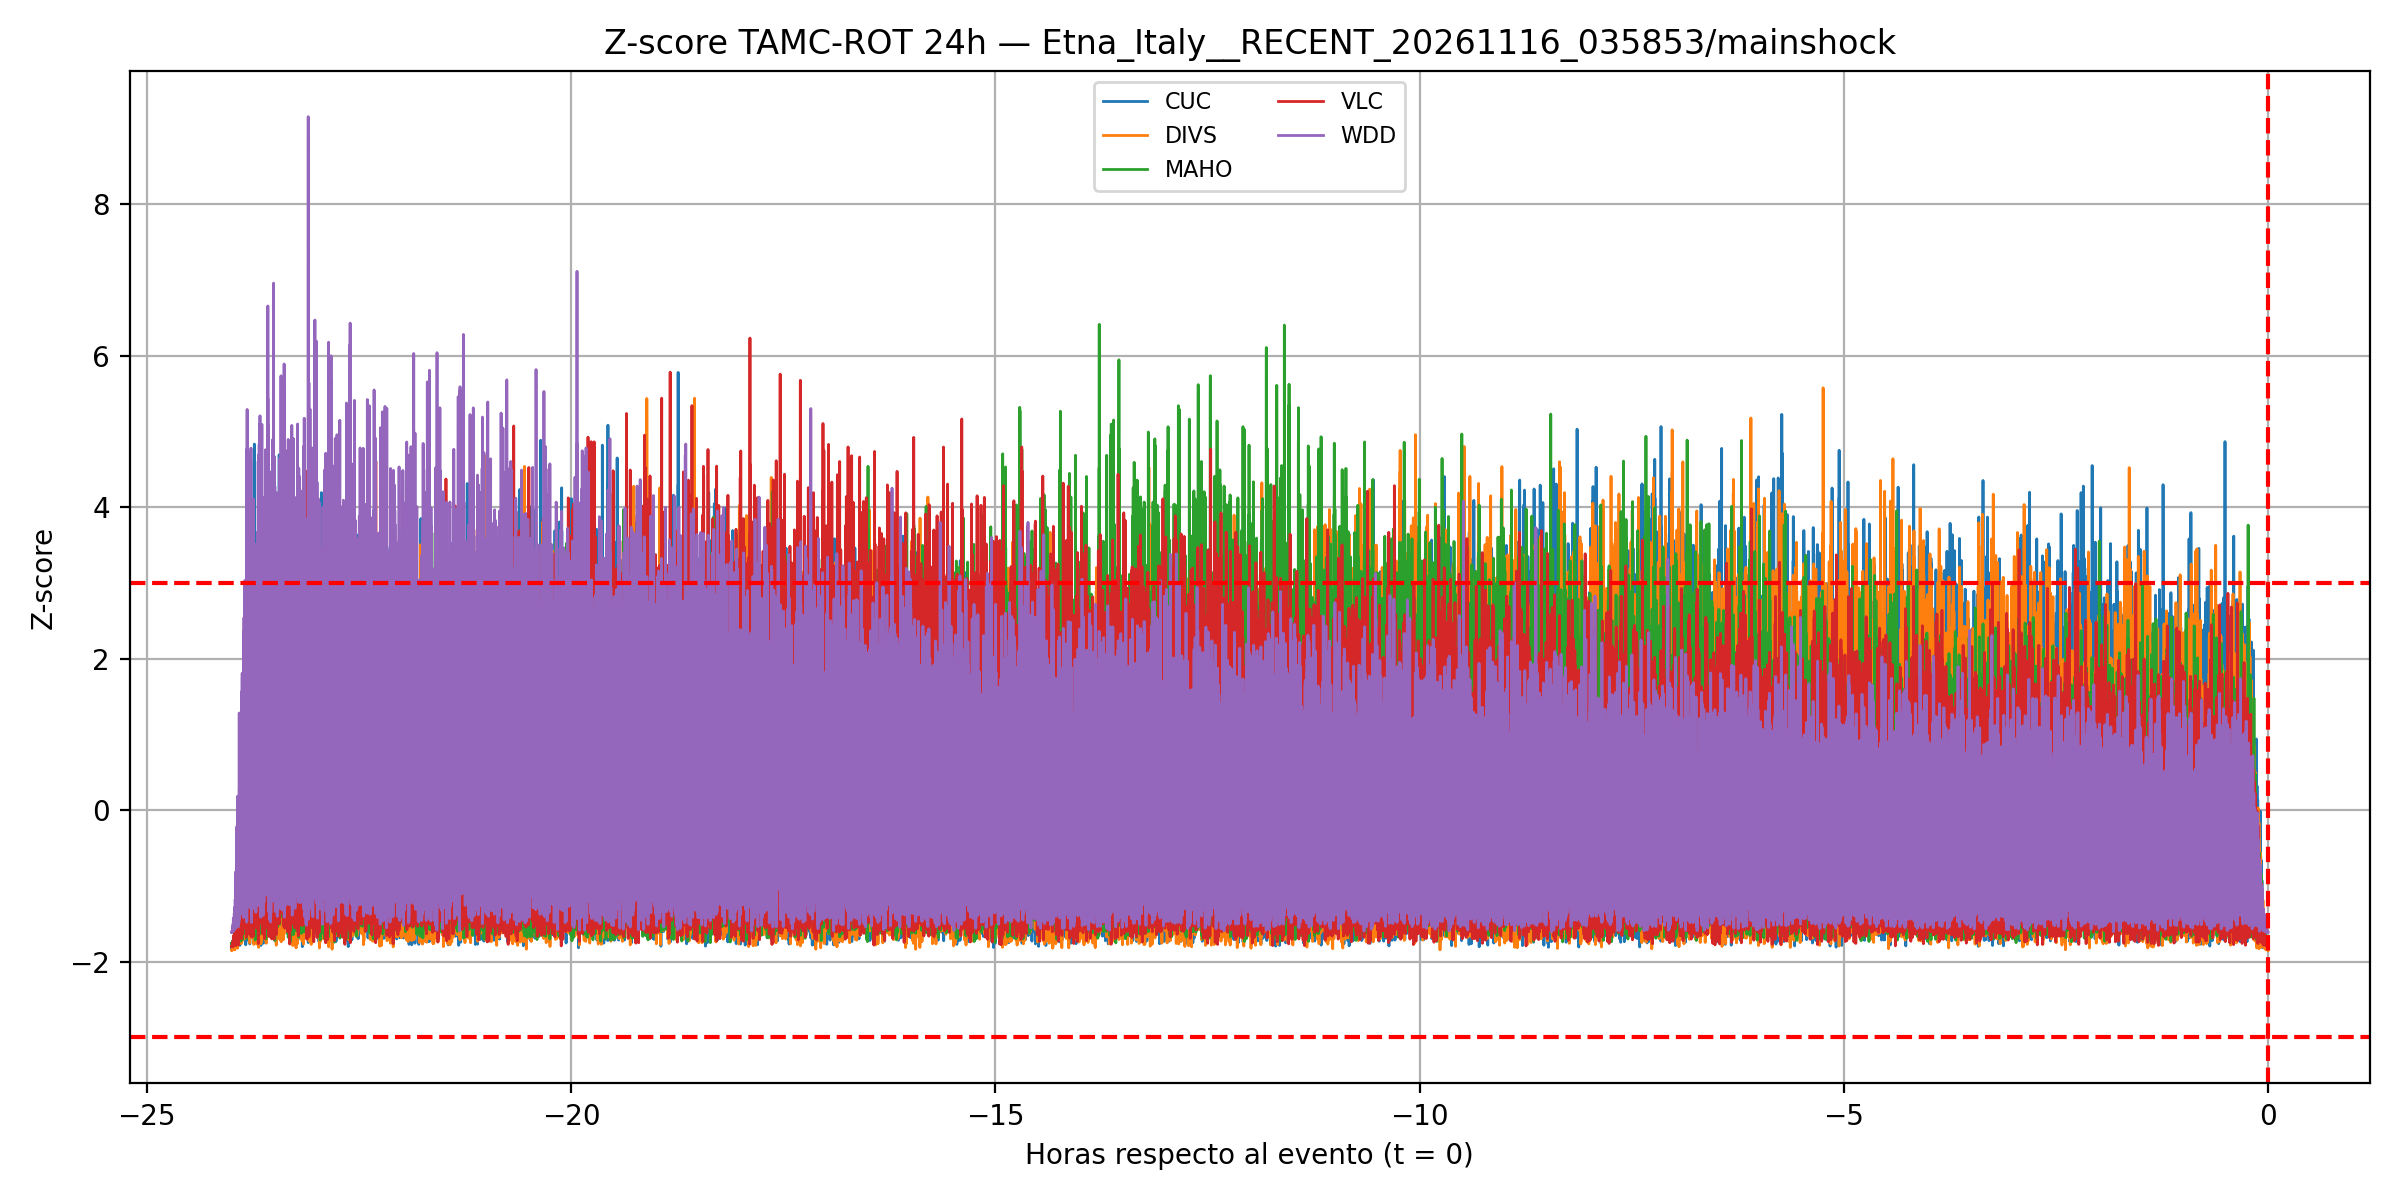 Z-score TAMC-ROT 24h — Etna_Italy__RECENT_20261116_035853/mainshock
CUC
DIVS
MAHO
VLC
WDD
Z-score
8
6
4
2
0
−2
−25
−20
−15
−10
−5
0
Horas respecto al evento (t = 0)